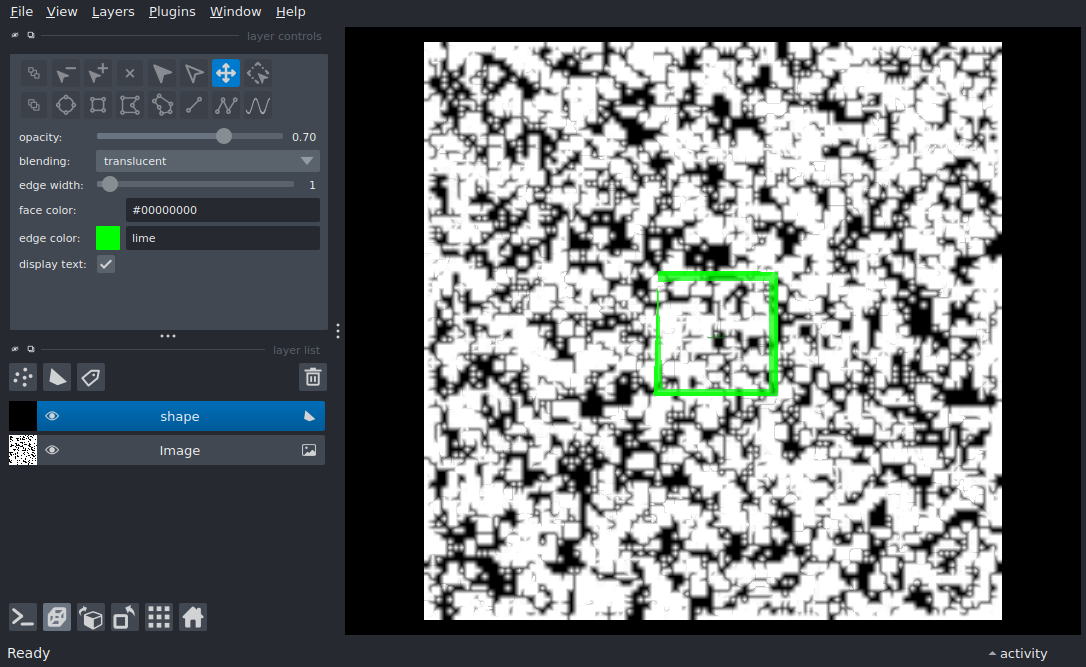 File View Layers Plugins Window Help
layer controls
opacity: 0.70
blending: translucent
edge width: 1
face color: #00000000
edge color: lime
display text:
layer list
shape
Image
Ready activity